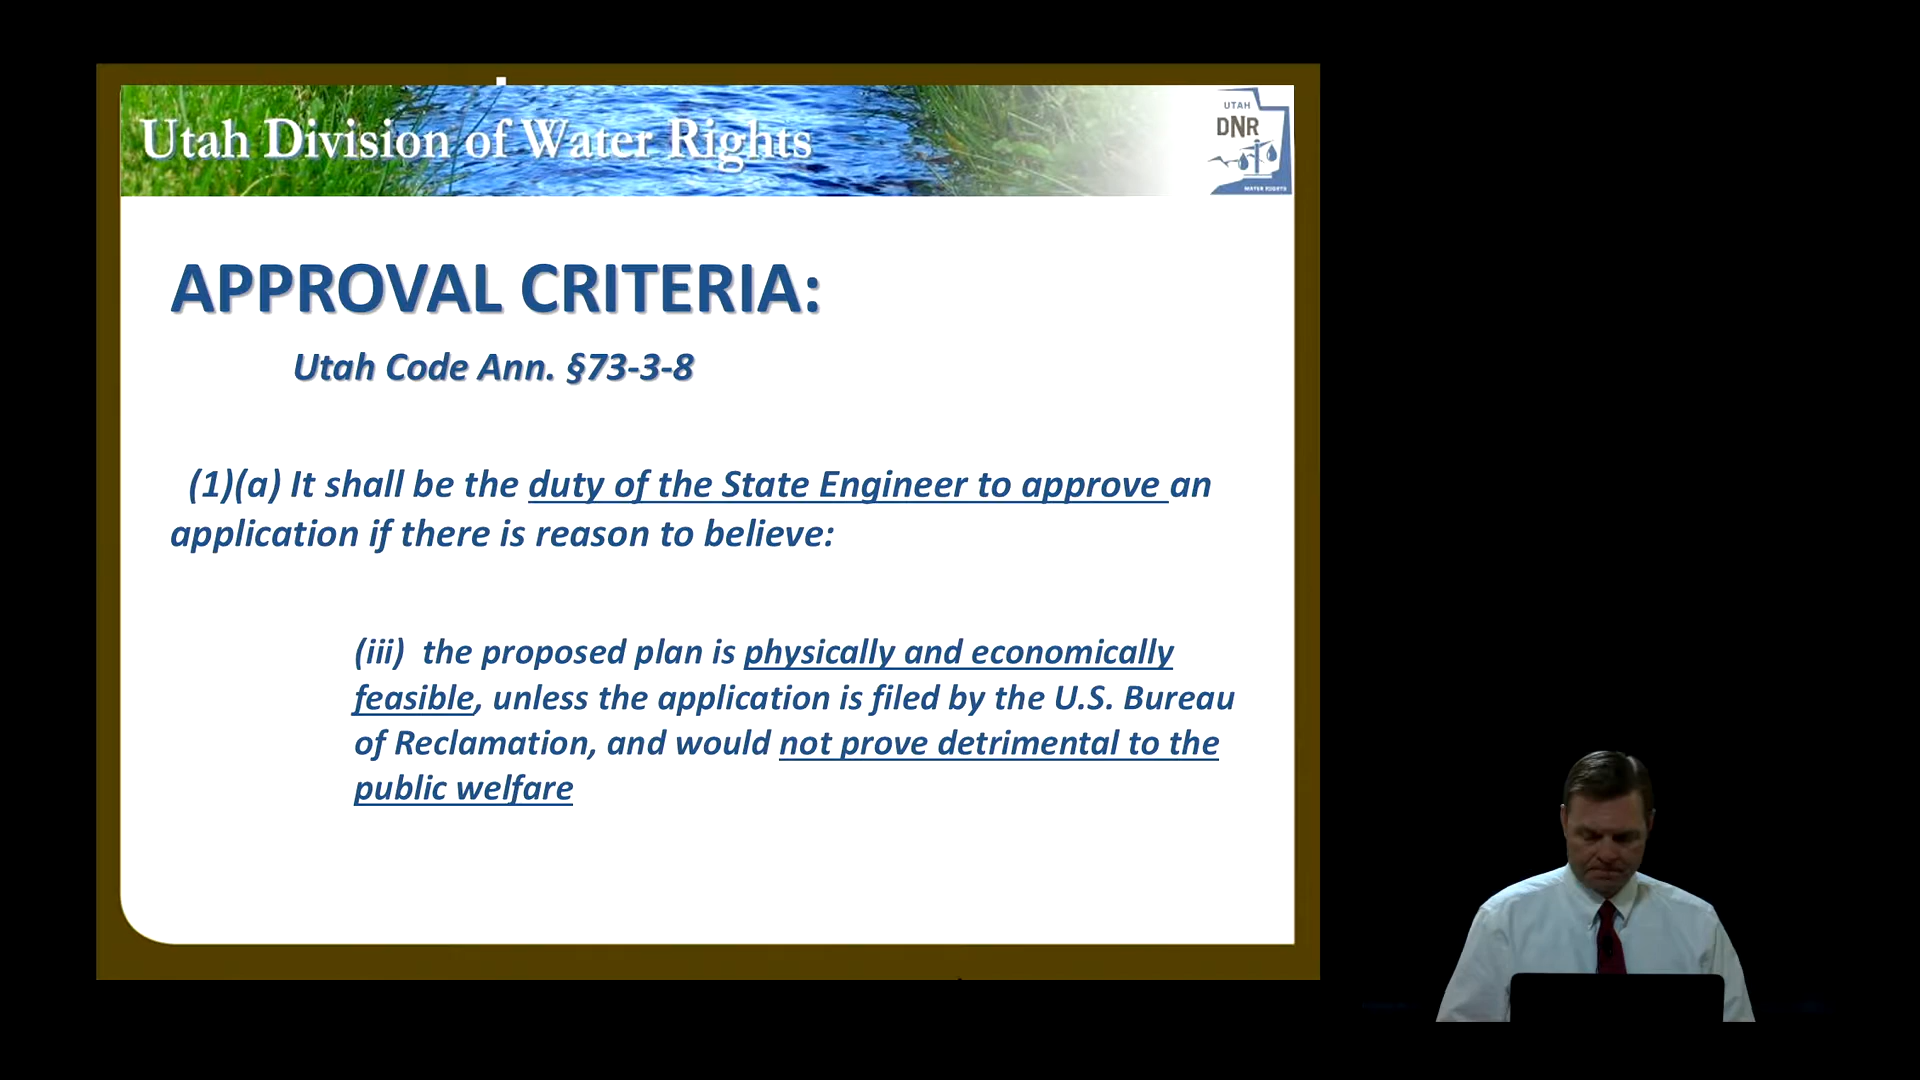 Utah Division of Water Rights
UTAH
DNR
WATER RIGHTS
APPROVAL CRITERIA:
Utah Code Ann. §73-3-8
(1)(a) It shall be the duty of the State Engineer to approve an
application if there is reason to believe:
(iii) the proposed plan is physically and economically
feasible, unless the application is filed by the U.S. Bureau
of Reclamation, and would not prove detrimental to the
public welfare